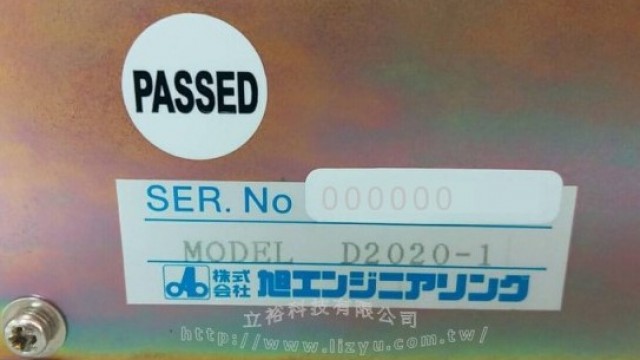 PASSED
SER. No 000000
MODEL D2020-1
株式会社 旭エンジニアリング
立裕科技有限公司
http://www.lizyu.com.tw/